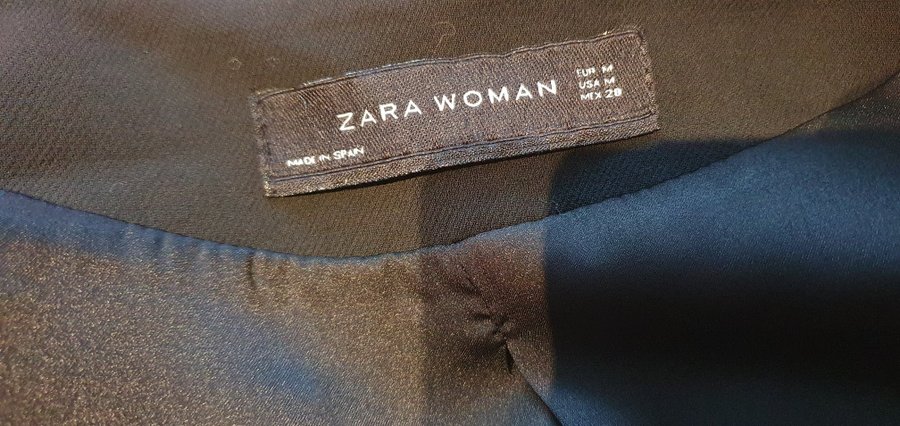 ZARA WOMAN
EUR M
USA M
MEX 28
MADE IN SPAIN